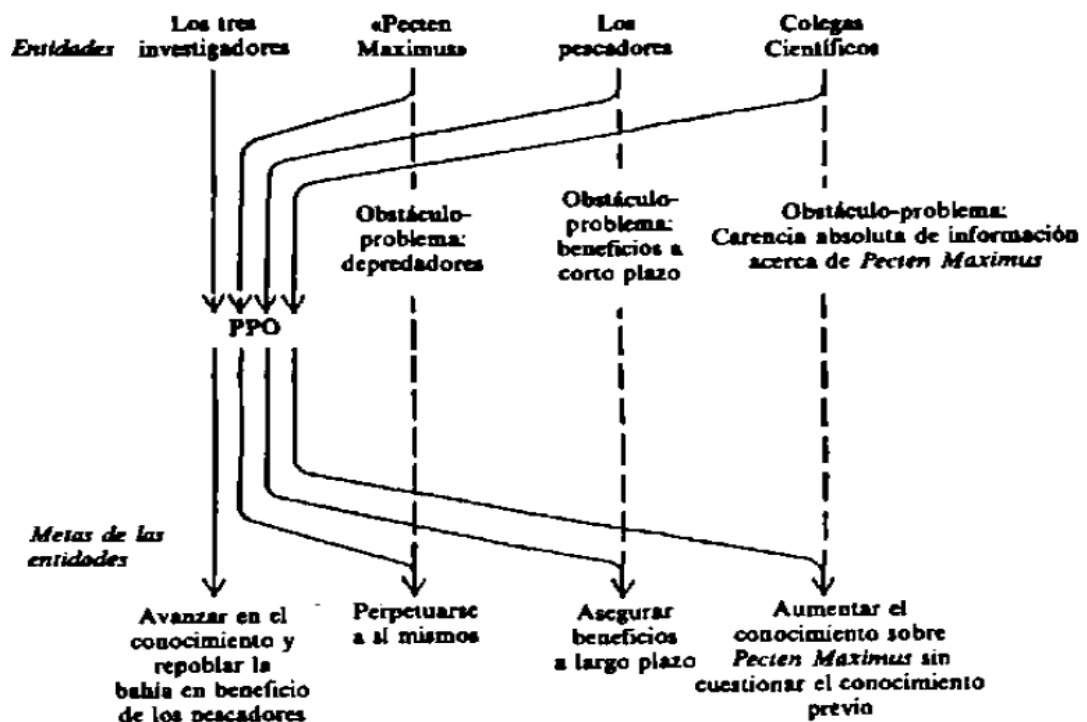 Entidades
Los tres
investigadores
«Pecten
Maximus»
Los
pescadores
Colegas
Científicos
Obstáculo-
problema:
depredadores
Obstáculo-
problema:
beneficios a
corto plazo
Obstáculo-problema:
Carencia absoluta de información
acerca de Pecten Maximus
PPO
Metas de las
entidades
Avanzar en el
conocimiento y
repoblar la
bahía en beneficio
de los pescadores
Perpetuarse
a sí mismos
Asegurar
beneficios
a largo plazo
Aumentar el
conocimiento sobre
Pecten Maximus sin
cuestionar el conocimiento
previo